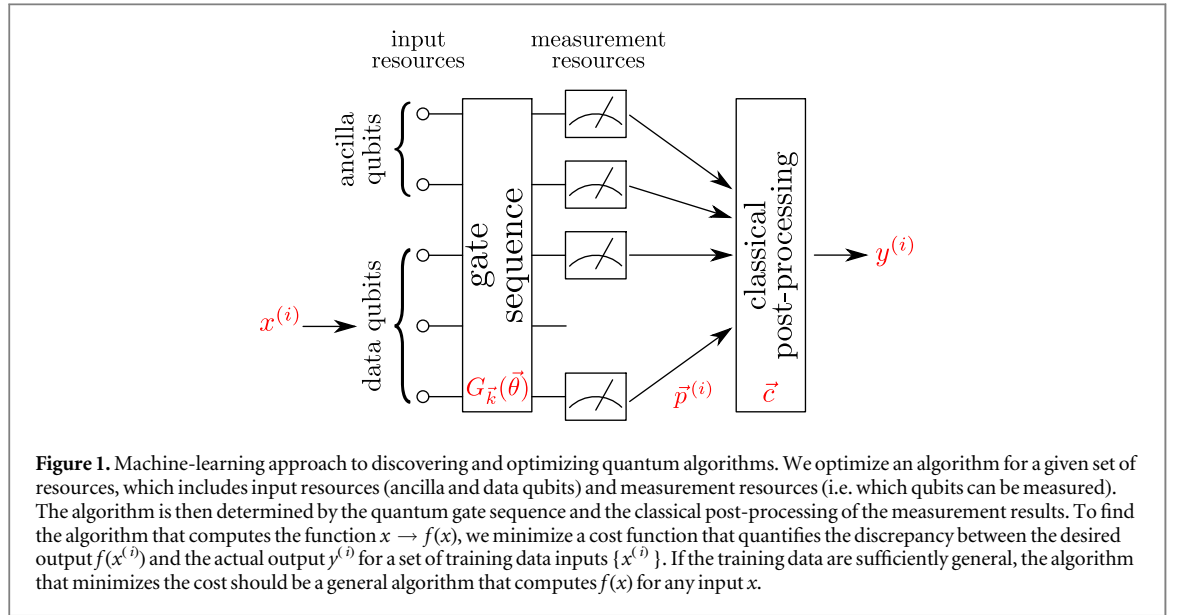 input
resources
measurement
resources
ancilla
qubits
data qubits
x^{(i)}
gate
sequence
G_{\vec{k}}(\vec{θ})
\vec{p}^{(i)}
classical
post-processing
\vec{c}
y^{(i)}
Figure 1. Machine-learning approach to discovering and optimizing quantum algorithms. We optimize an algorithm for a given set of
resources, which includes input resources (ancilla and data qubits) and measurement resources (i.e. which qubits can be measured).
The algorithm is then determined by the quantum gate sequence and the classical post-processing of the measurement results. To find
the algorithm that computes the function x → f(x), we minimize a cost function that quantifies the discrepancy between the desired
output f(x^{(i)}) and the actual output y^{(i)} for a set of training data inputs {x^{(i)}}. If the training data are sufficiently general, the algorithm
that minimizes the cost should be a general algorithm that computes f(x) for any input x.